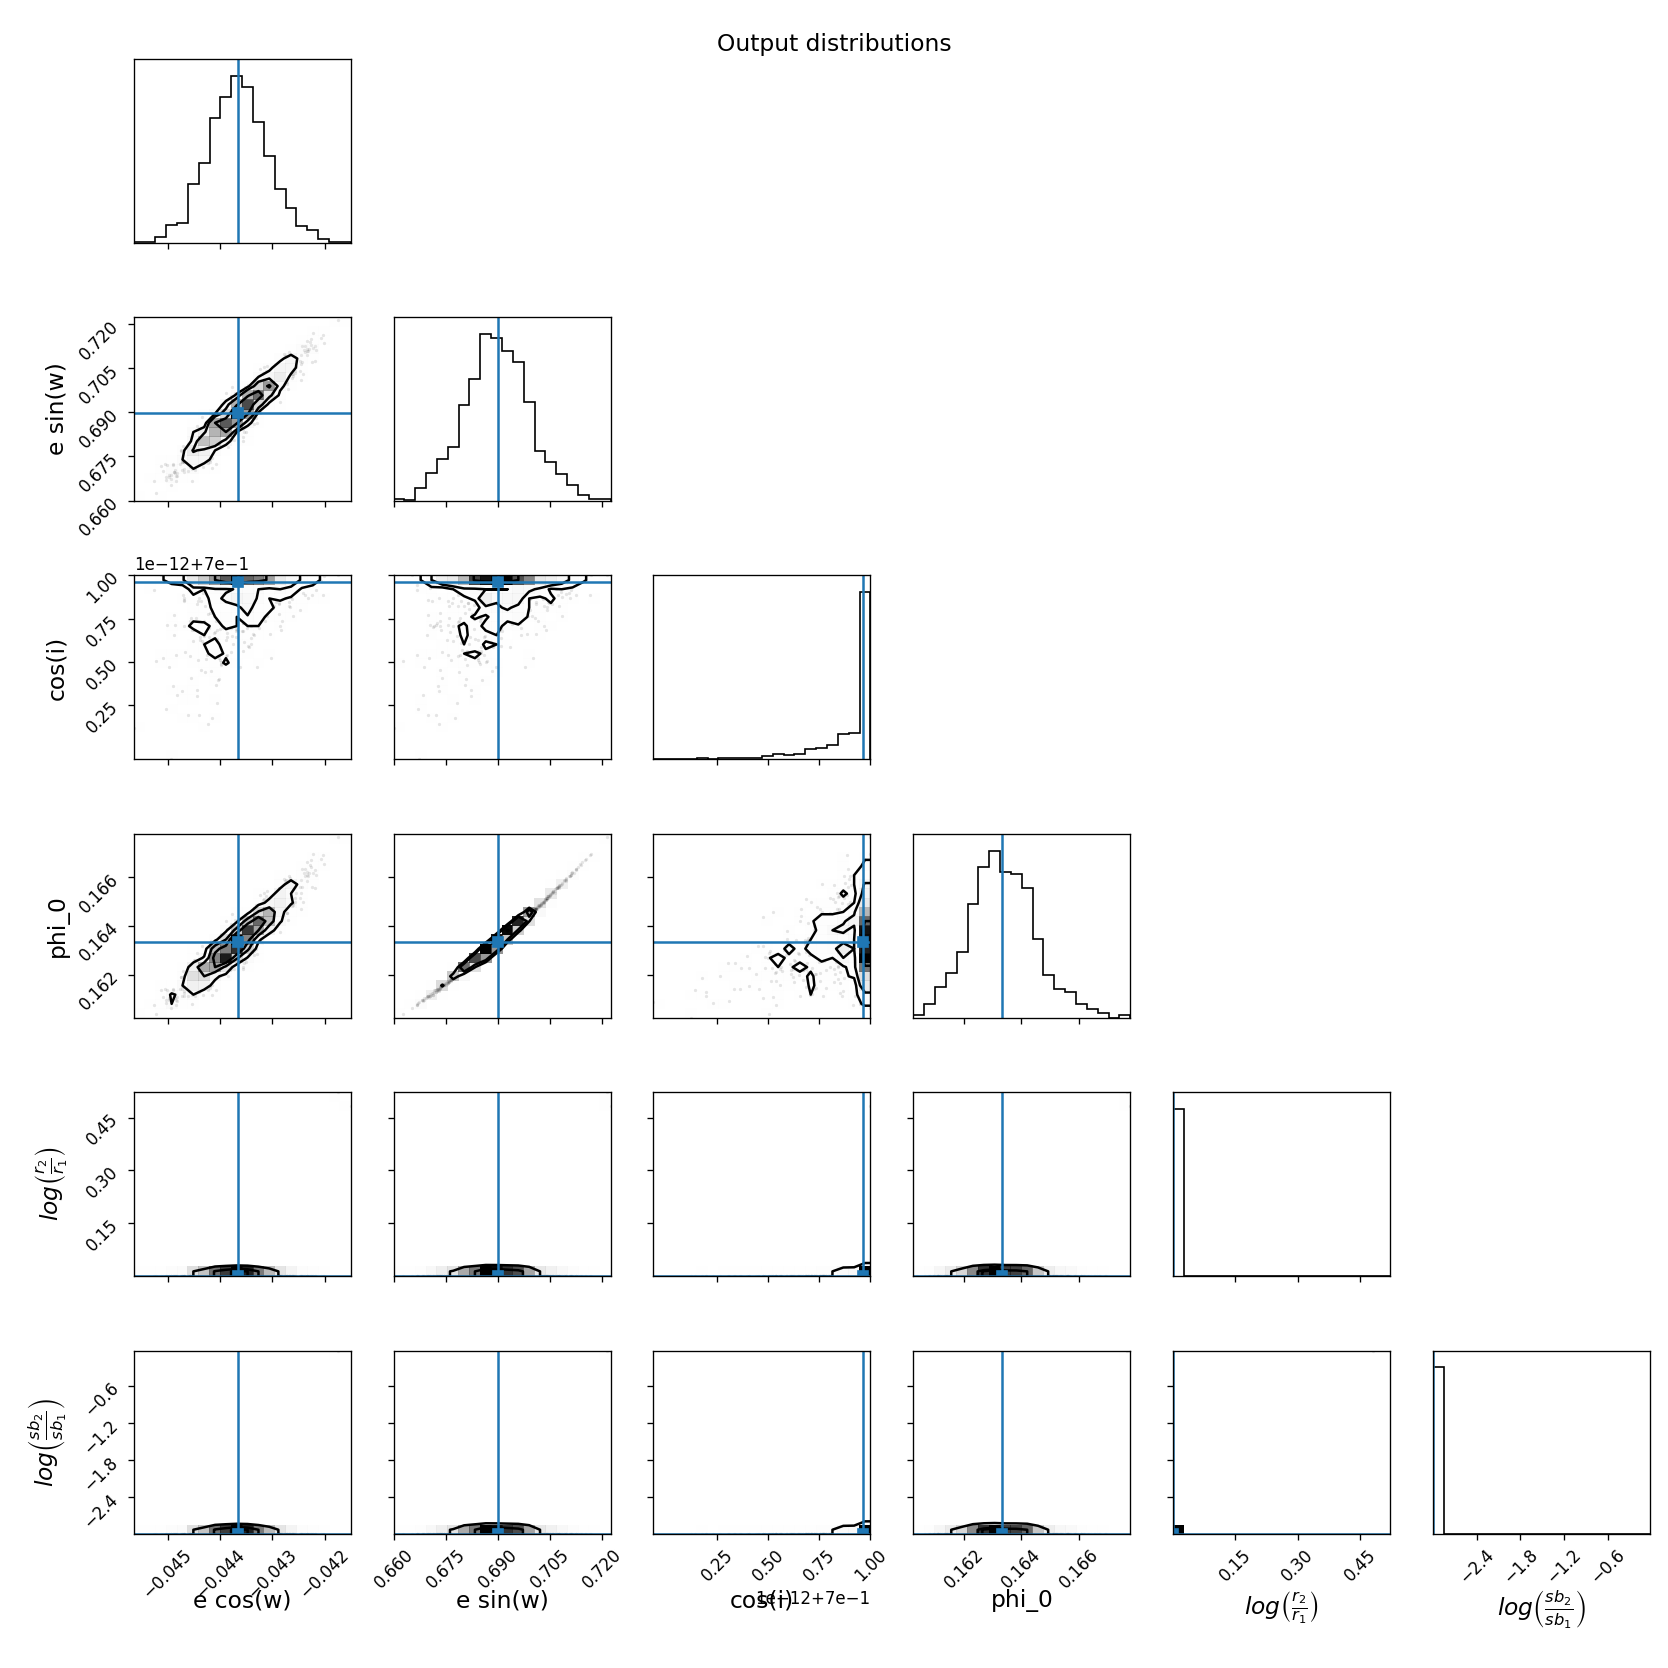 Output distributions
e sin(w)
0.720
0.705
0.690
0.675
0.660
1e−12+7e−1
cos(i)
1.00
0.75
0.50
0.25
phi_0
0.166
0.164
0.162
log(r2/r1)
0.45
0.30
0.15
log(sb2/sb1)
−0.6
−1.2
−1.8
−2.4
−0.045 −0.044 −0.043 −0.042
0.660 0.675 0.690 0.705 0.720
0.25 0.50 0.75 1.00
0.162 0.164 0.166
0.15 0.30 0.45
−2.4 −1.8 −1.2 −0.6
e cos(w) e sin(w) cos(i) 1e−12+7e−1 phi_0 log(r2/r1) log(sb2/sb1)